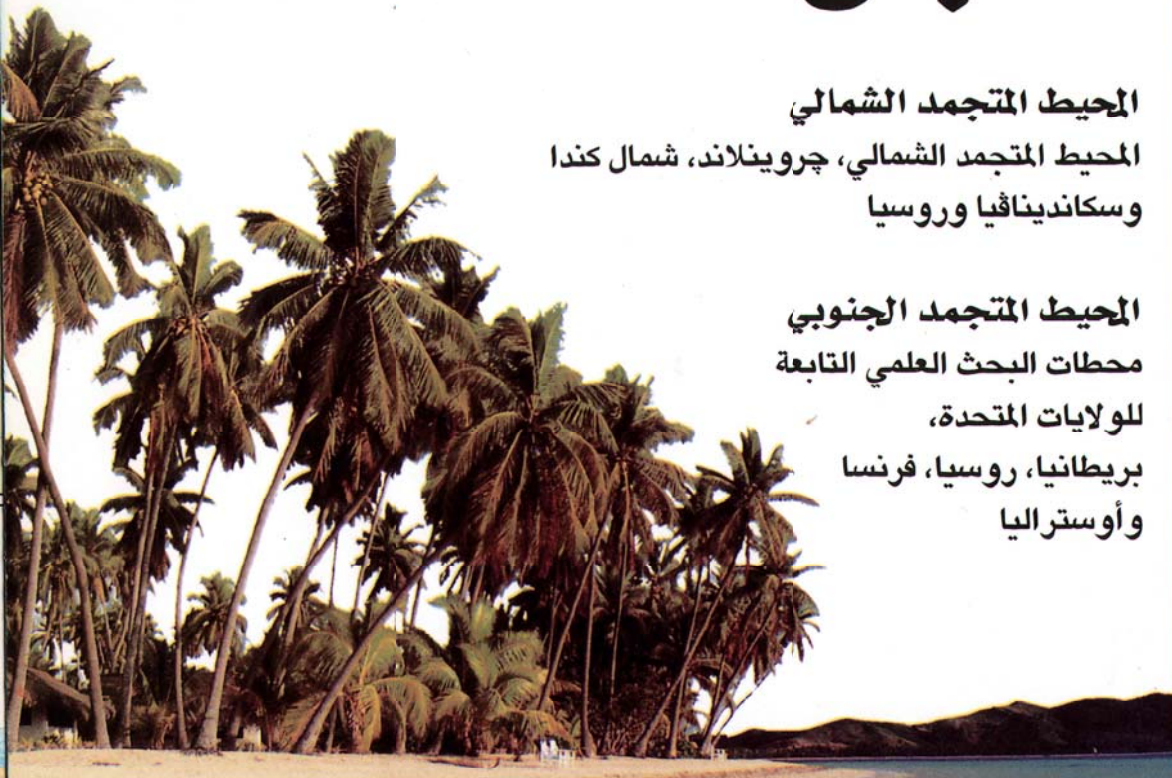 المحيط المتجمد الشمالي
المحيط المتجمد الشمالي، چروينلاند، شمال كندا
وسكانديناڤيا وروسيا
المحيط المتجمد الجنوبي
محطات البحث العلمي التابعة
للولايات المتحدة،
بريطانيا، روسيا، فرنسا
وأوستراليا